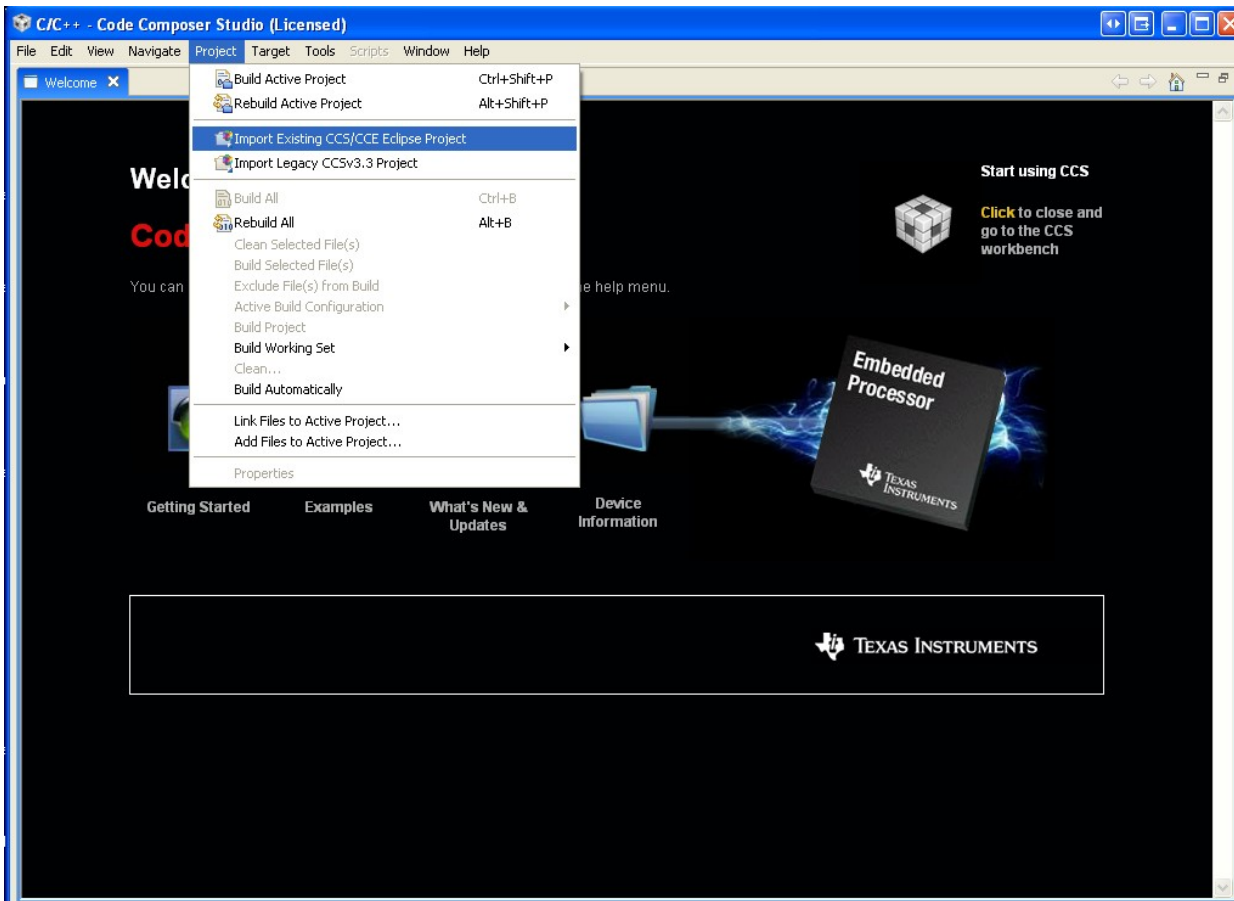 C/C++ - Code Composer Studio (Licensed)
File Edit View Navigate Project Target Tools Scripts Window Help
Welcome
Build Active Project Ctrl+Shift+P
Rebuild Active Project Alt+Shift+P
Import Existing CCS/CCE Eclipse Project
Import Legacy CCSv3.3 Project
Build All Ctrl+B
Rebuild All Alt+B
Clean Selected File(s)
Build Selected File(s)
Exclude File(s) from Build
Active Build Configuration
Build Project
Build Working Set
Clean...
Build Automatically
Link Files to Active Project...
Add Files to Active Project...
Properties
Welc
Cod
You can
e help menu.
Start using CCS
Click to close and
go to the CCS
workbench
Embedded
Processor
TEXAS
INSTRUMENTS
Getting Started
Examples
What's New &
Updates
Device
Information
TEXAS INSTRUMENTS